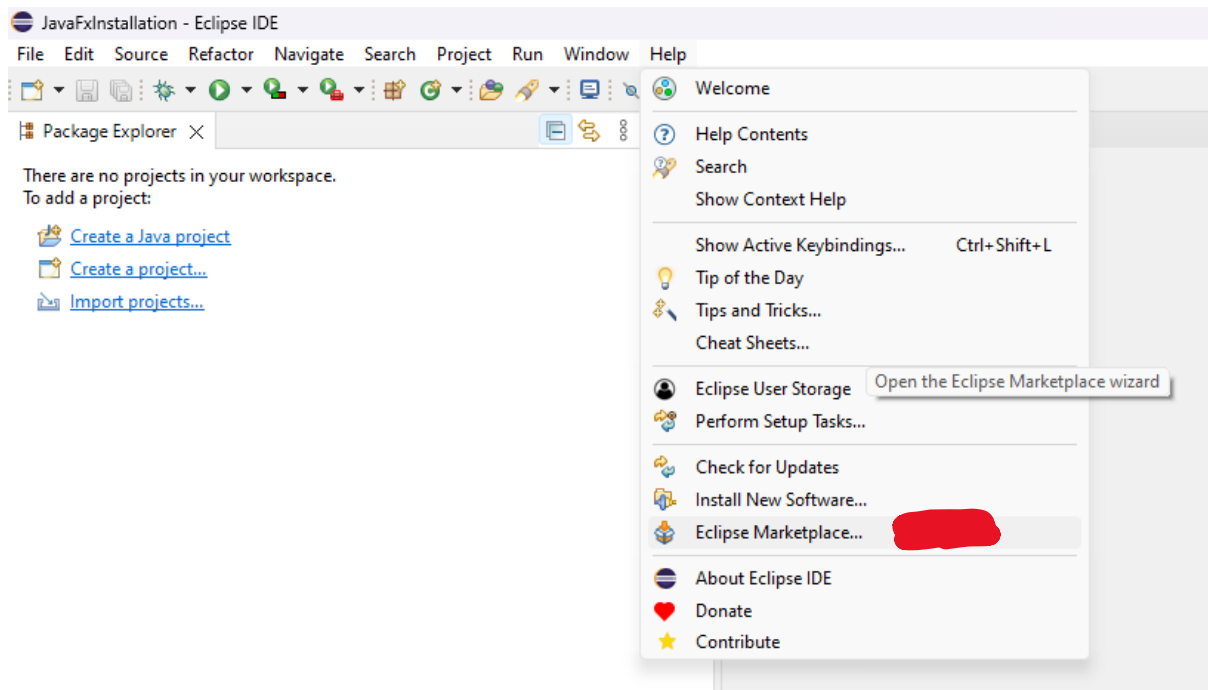 JavaFxInstallation - Eclipse IDE
File Edit Source Refactor Navigate Search Project Run Window Help
Package Explorer
There are no projects in your workspace.
To add a project:
Create a Java project
Create a project...
Import projects...
Welcome
Help Contents
Search
Show Context Help
Show Active Keybindings... Ctrl+Shift+L
Tip of the Day
Tips and Tricks...
Cheat Sheets...
Eclipse User Storage
Open the Eclipse Marketplace wizard
Perform Setup Tasks...
Check for Updates
Install New Software...
Eclipse Marketplace...
About Eclipse IDE
Donate
Contribute